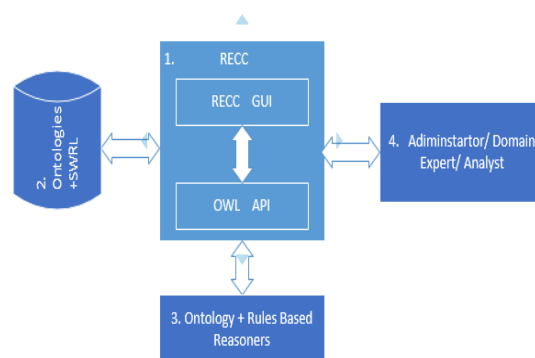 1. RECC
RECC GUI
OWL API
2. Ontologies
+SWRL
3. Ontology + Rules Based
Reasoners
4. Adiminstartor/ Domain
Expert/ Analyst